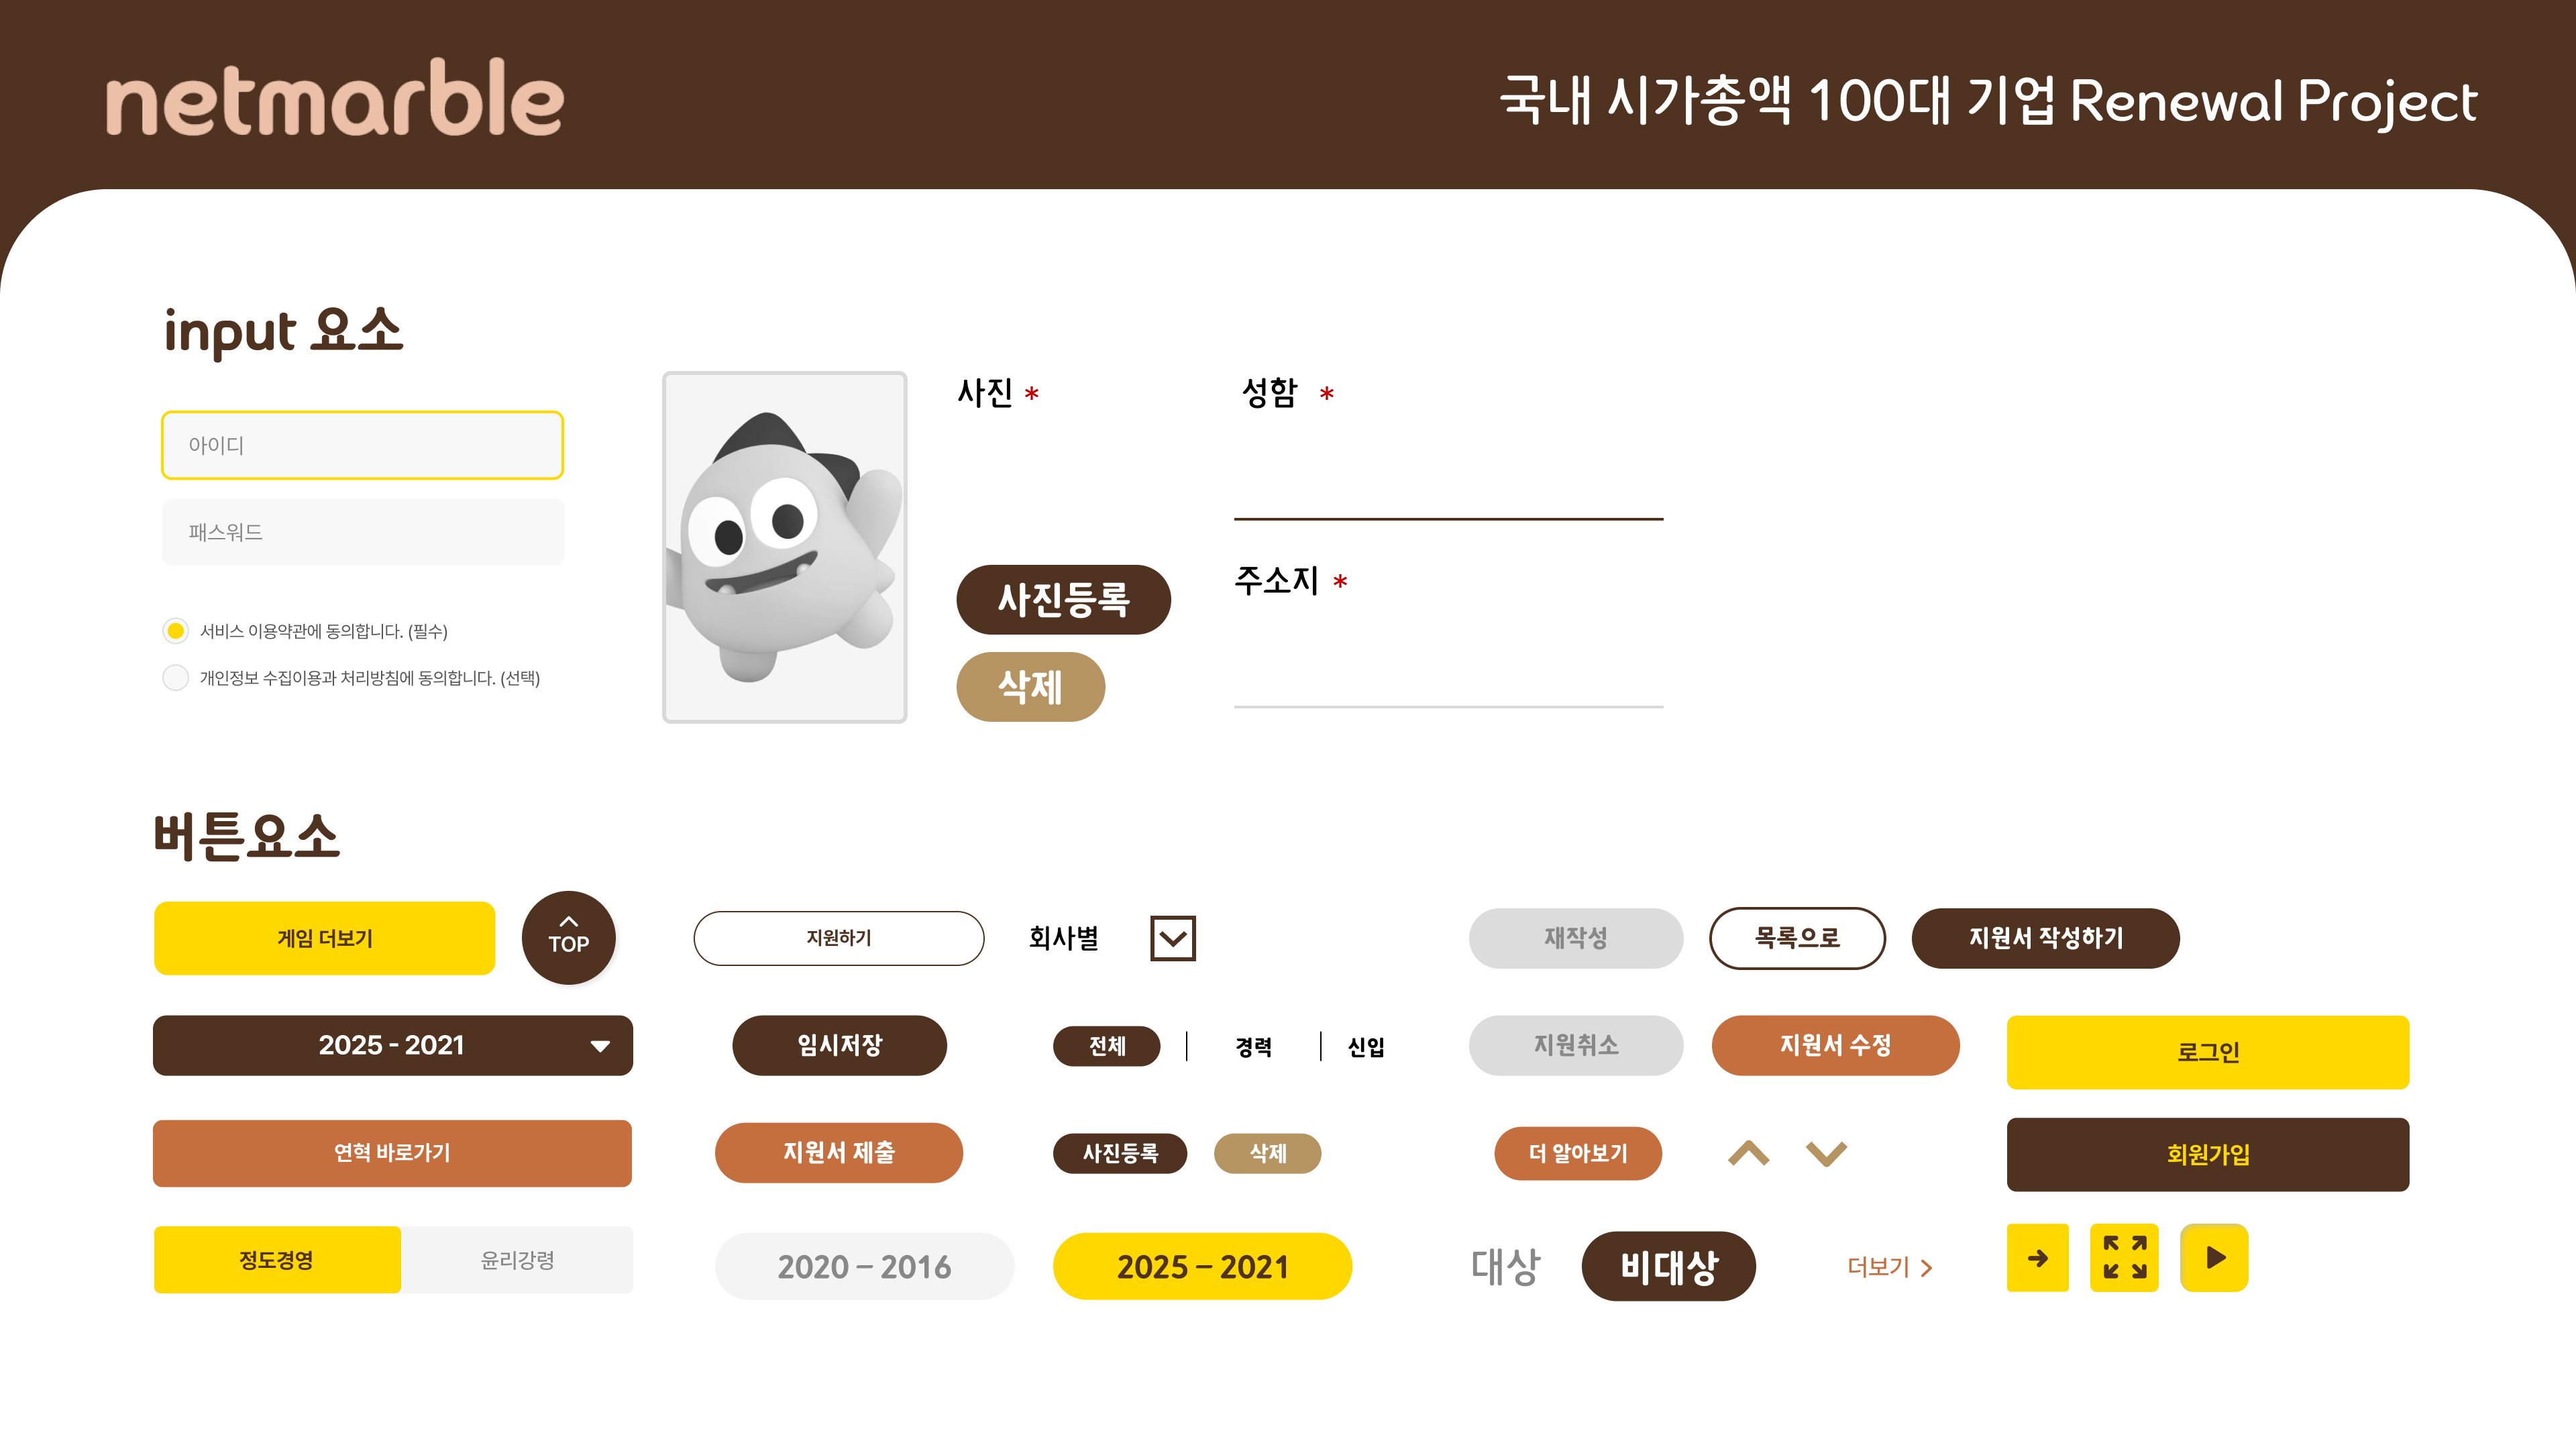 netmarble
국내 시가총액 100대 기업 Renewal Project
input 요소
아이디
패스워드
서비스 이용약관에 동의합니다. (필수)
개인정보 수집이용과 처리방침에 동의합니다. (선택)
사진 *
성함 *
사진등록
삭제
주소지 *
버튼요소
게임 더보기
TOP
지원하기
회사별
재작성
목록으로
지원서 작성하기
2025 - 2021
임시저장
전체
경력
신입
지원취소
지원서 수정
로그인
연혁 바로가기
지원서 제출
사진등록
삭제
더 알아보기
회원가입
정도경영
윤리강령
2020 – 2016
2025 – 2021
대상
비대상
더보기